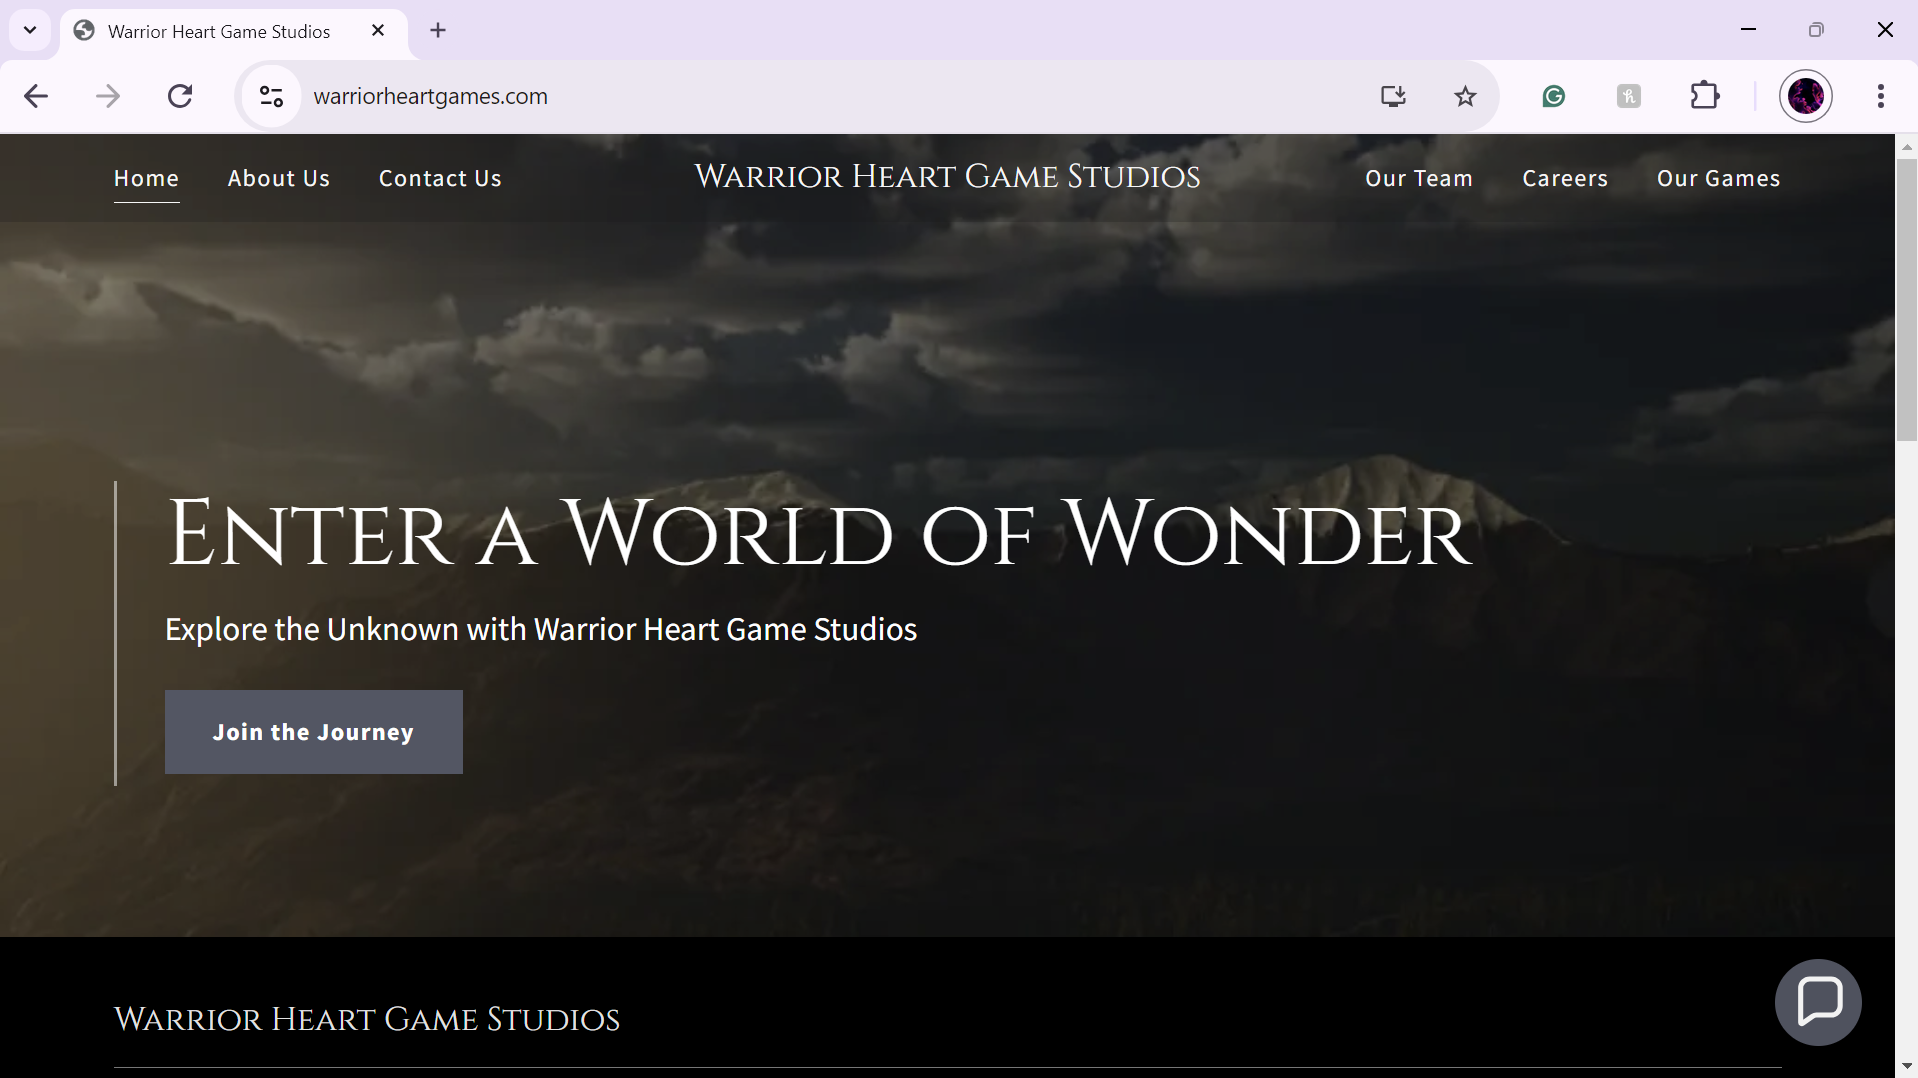 Warrior Heart Game Studios
warriorheartgames.com
Home About Us Contact Us Warrior Heart Game Studios Our Team Careers Our Games
Enter a World of Wonder
Explore the Unknown with Warrior Heart Game Studios
Join the Journey
Warrior Heart Game Studios